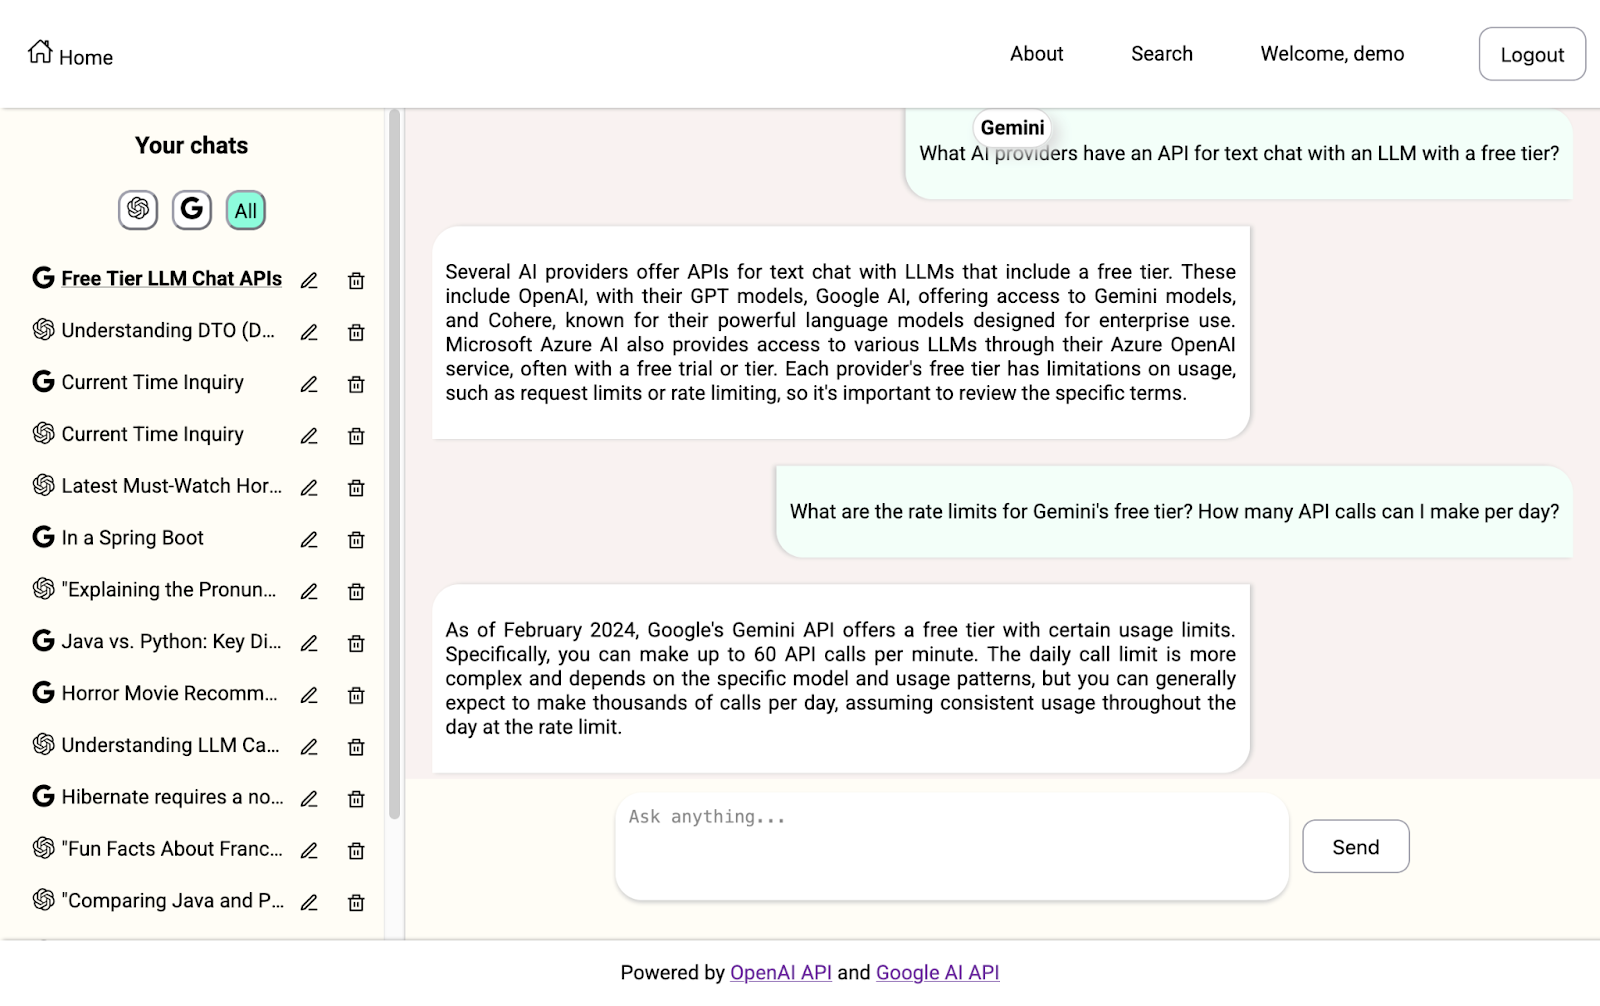 Home
About
Search
Welcome, demo
Logout
Your chats
All
Free Tier LLM Chat APIs
Understanding DTO (D...
Current Time Inquiry
Current Time Inquiry
Latest Must-Watch Hor...
In a Spring Boot
"Explaining the Pronun...
Java vs. Python: Key Di...
Horror Movie Recomm...
Understanding LLM Ca...
Hibernate requires a no...
"Fun Facts About Franc...
"Comparing Java and P...
Gemini
What AI providers have an API for text chat with an LLM with a free tier?
Several AI providers offer APIs for text chat with LLMs that include a free tier. These
include OpenAI, with their GPT models, Google AI, offering access to Gemini models,
and Cohere, known for their powerful language models designed for enterprise use.
Microsoft Azure AI also provides access to various LLMs through their Azure OpenAI
service, often with a free trial or tier. Each provider's free tier has limitations on usage,
such as request limits or rate limiting, so it's important to review the specific terms.
What are the rate limits for Gemini's free tier? How many API calls can I make per day?
As of February 2024, Google's Gemini API offers a free tier with certain usage limits.
Specifically, you can make up to 60 API calls per minute. The daily call limit is more
complex and depends on the specific model and usage patterns, but you can generally
expect to make thousands of calls per day, assuming consistent usage throughout the
day at the rate limit.
Ask anything...
Send
Powered by OpenAI API and Google AI API